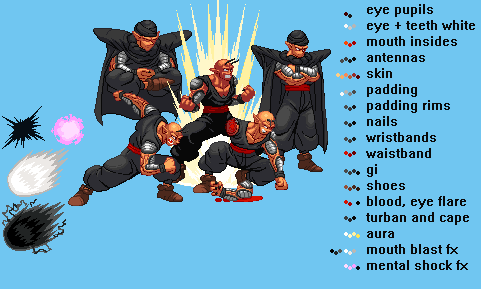 eye pupils
eye + teeth white
mouth insides
antennas
skin
padding
padding rims
nails
wristbands
waistband
gi
shoes
blood, eye flare
turban and cape
aura
mouth blast fx
mental shock fx